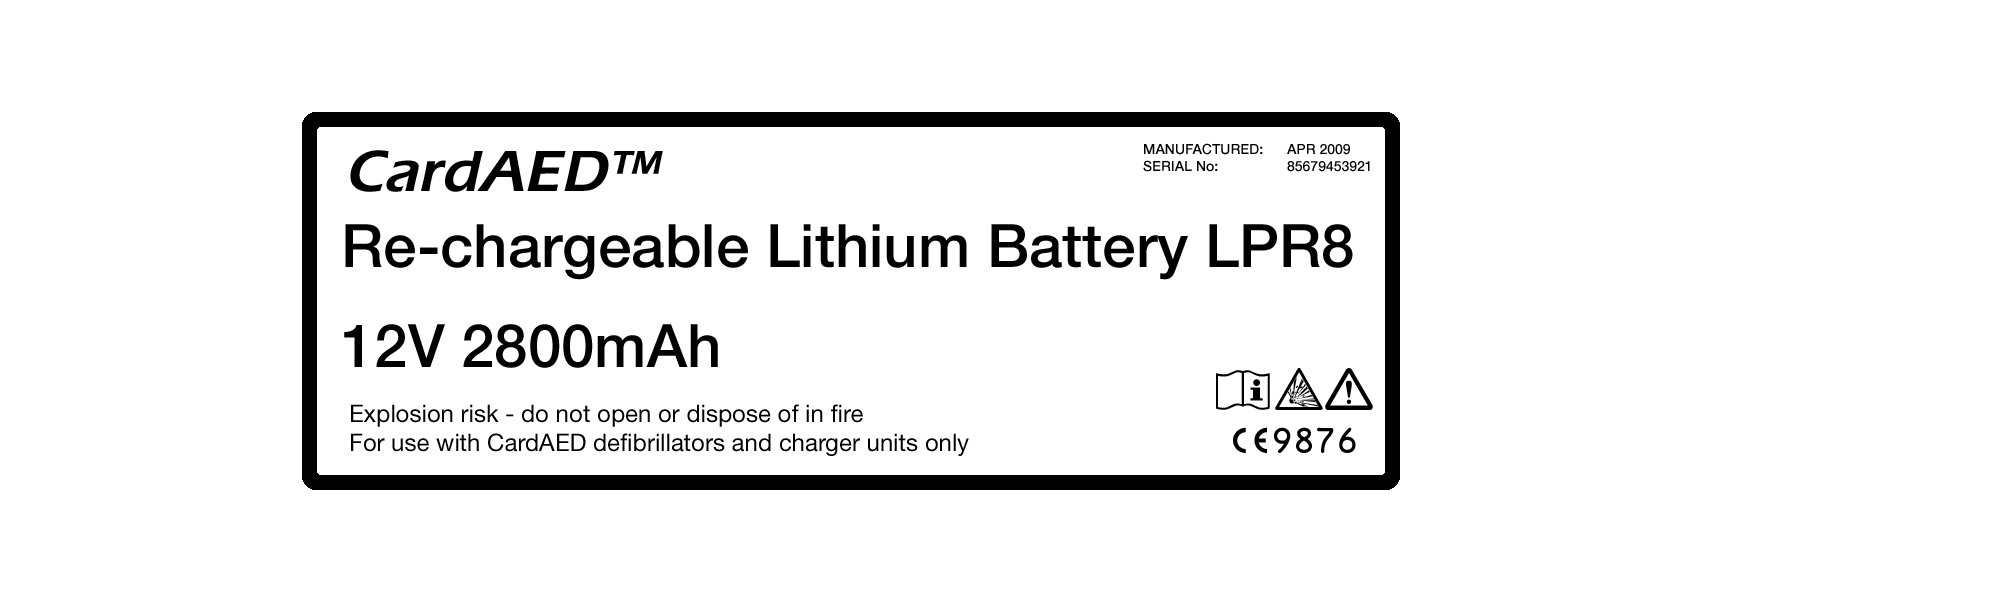 CardAED™
MANUFACTURED: APR 2009
SERIAL No: 85679453921
Re-chargeable Lithium Battery LPR8
12V 2800mAh
Explosion risk - do not open or dispose of in fire
For use with CardAED defibrillators and charger units only
CE9876